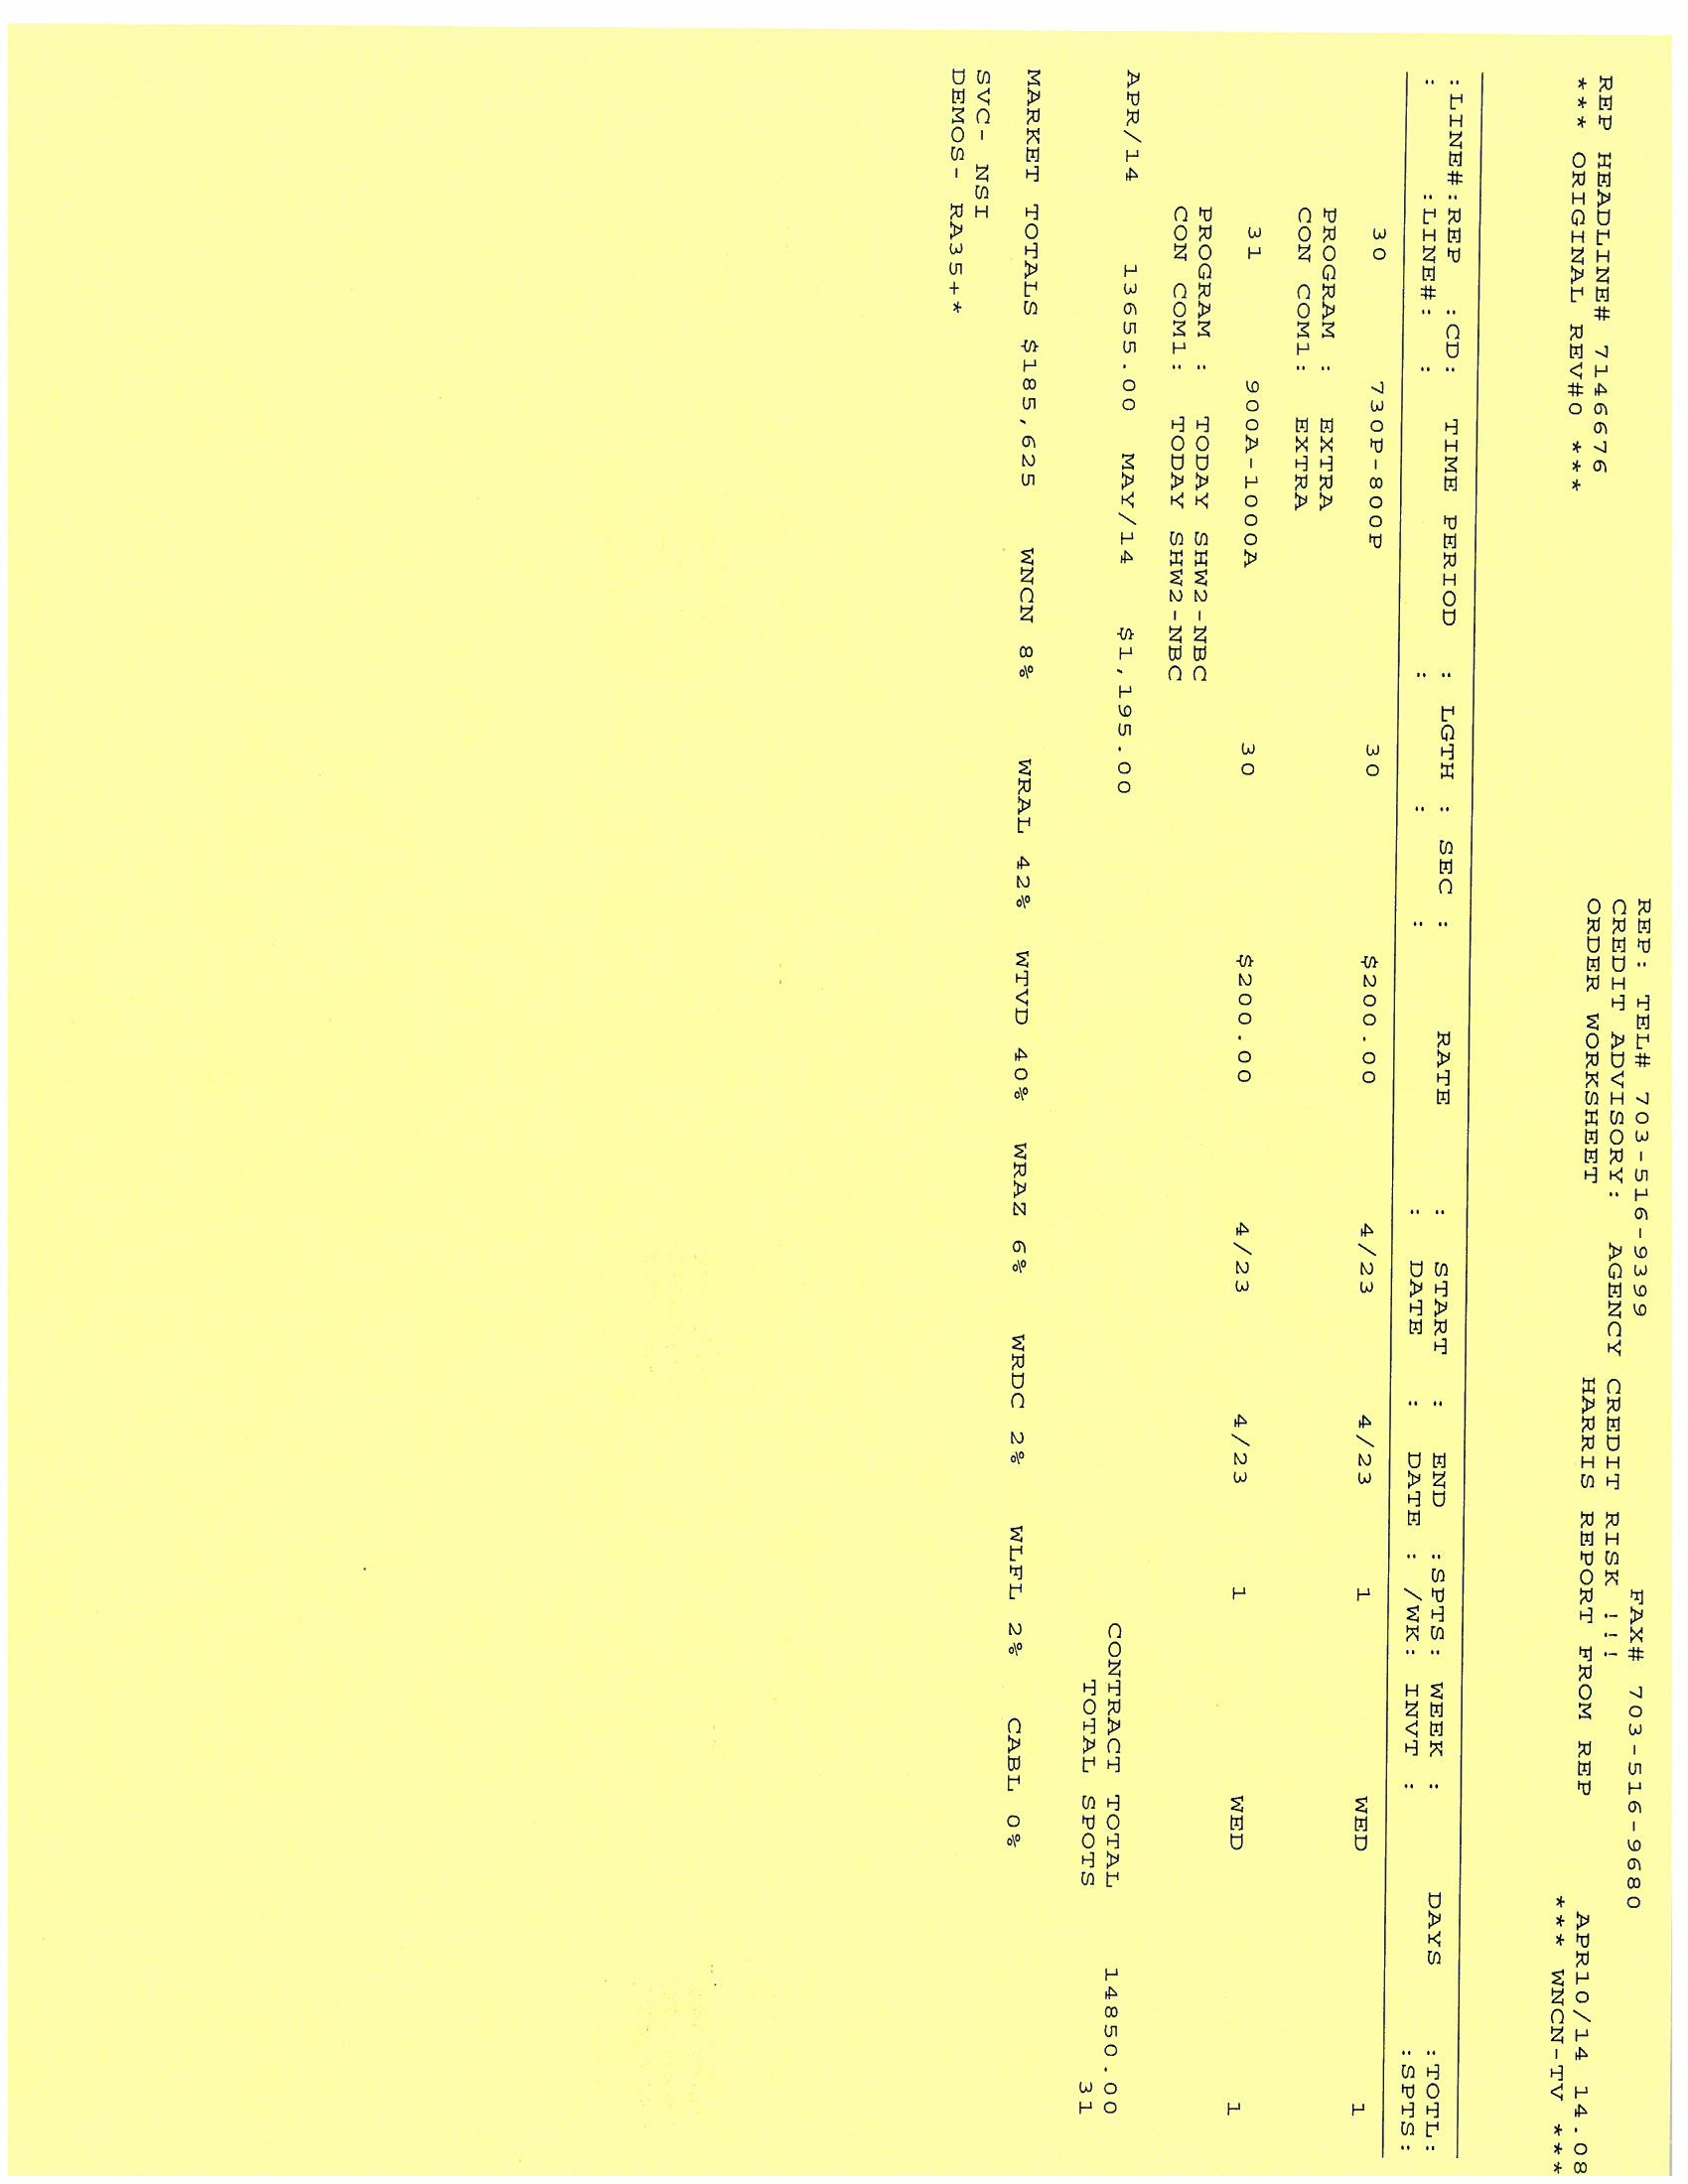 REP: TEL# 703-516-9399 FAX# 703-516-9680
CREDIT ADVISORY: AGENCY CREDIT RISK !!!
REP HEADLINE# 7146676 ORDER WORKSHEET HARRIS REPORT FROM REP APR10/14 14.08
*** ORIGINAL REV#0 *** *** WNCN-TV ***
:LINE#:REP :CD: TIME PERIOD : LGTH : SEC : RATE : START : END :SPTS: WEEK : DAYS :TOTL:
: :LINE#: : : : : : DATE : DATE : /WK: INVT : :SPTS:
30 730P-800P 30 $200.00 4/23 4/23 1 WED 1
PROGRAM : EXTRA
CON COM1: EXTRA
31 900A-1000A 30 $200.00 4/23 4/23 1 WED 1
PROGRAM : TODAY SHW2-NBC
CON COM1: TODAY SHW2-NBC
APR/14 13655.00 MAY/14 $1,195.00
CONTRACT TOTAL 14850.00
TOTAL SPOTS 31
MARKET TOTALS $185,625 WNCN 8% WRAL 42% WTVD 40% WRAZ 6% WRDC 2% WLFL 2% CABL 0%
SVC- NSI
DEMOS- RA35+*